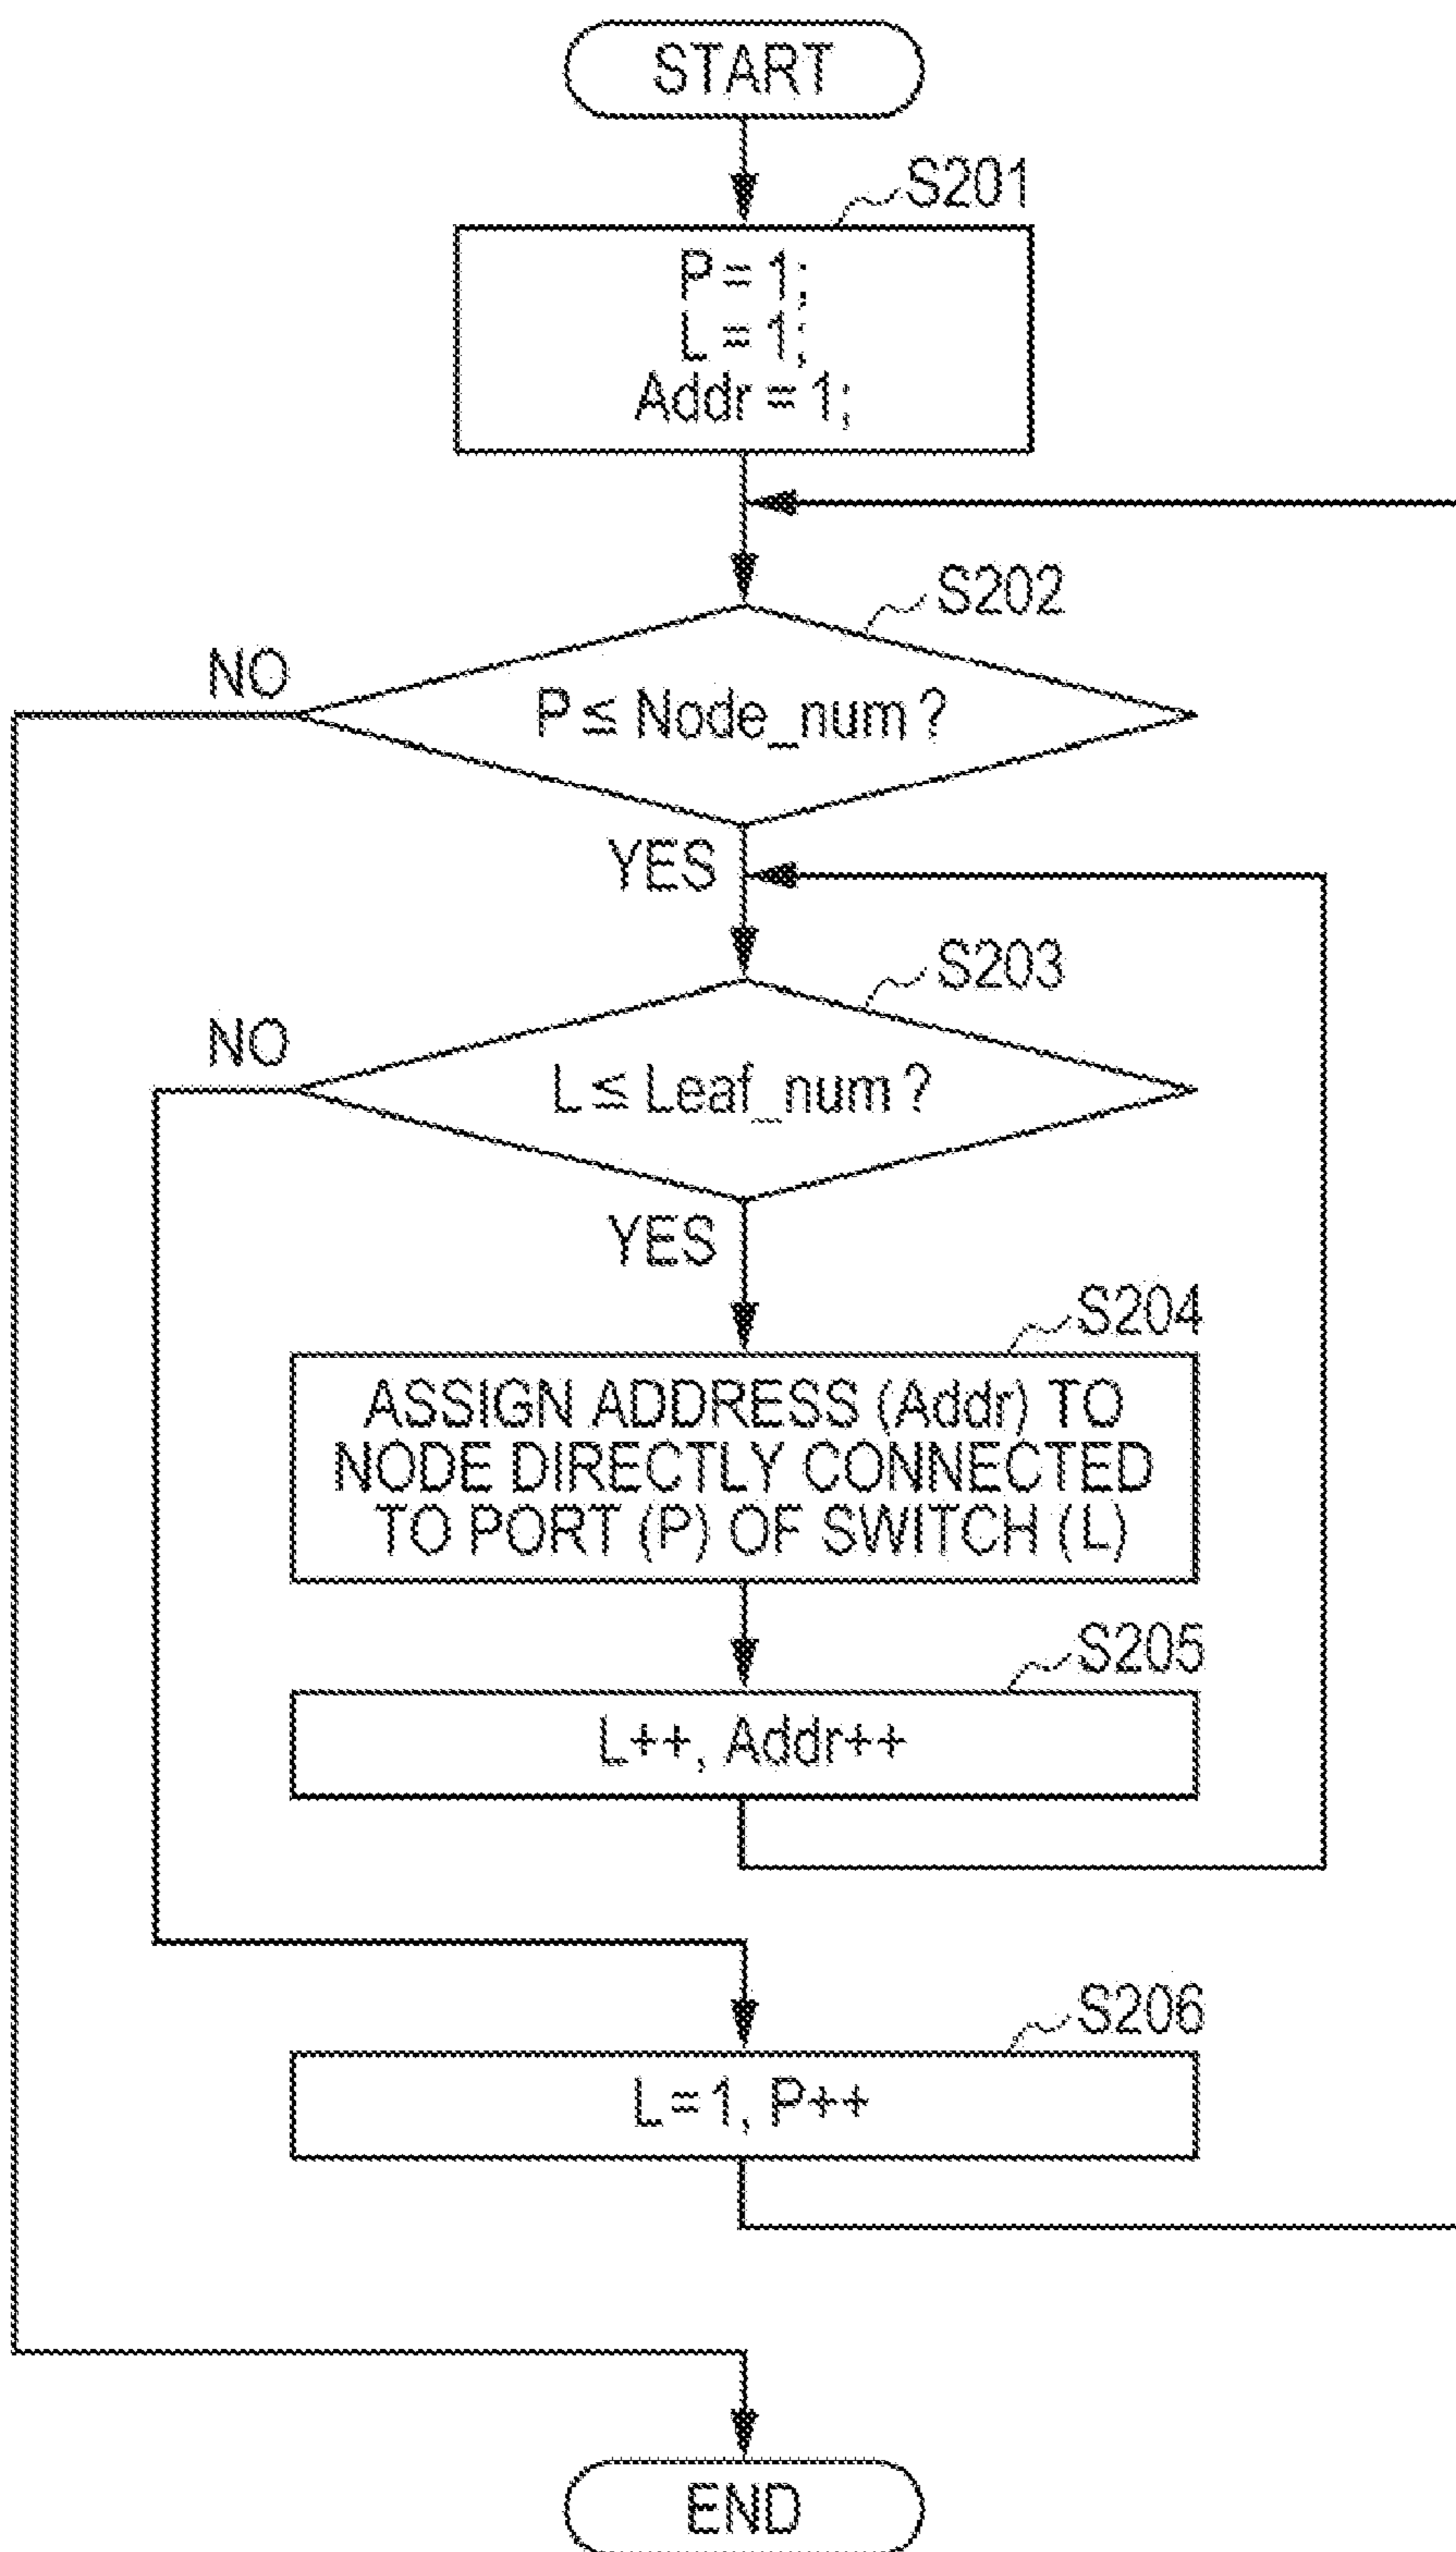 START
S201
P = 1;
L = 1;
Addr = 1;
S202
NO
P ≦ Node_num ?
YES
S203
NO
L ≦ Leaf_num ?
YES
S204
ASSIGN ADDRESS (Addr) TO
NODE DIRECTLY CONNECTED
TO PORT (P) OF SWITCH (L)
S205
L++, Addr++
S206
L=1, P++
END